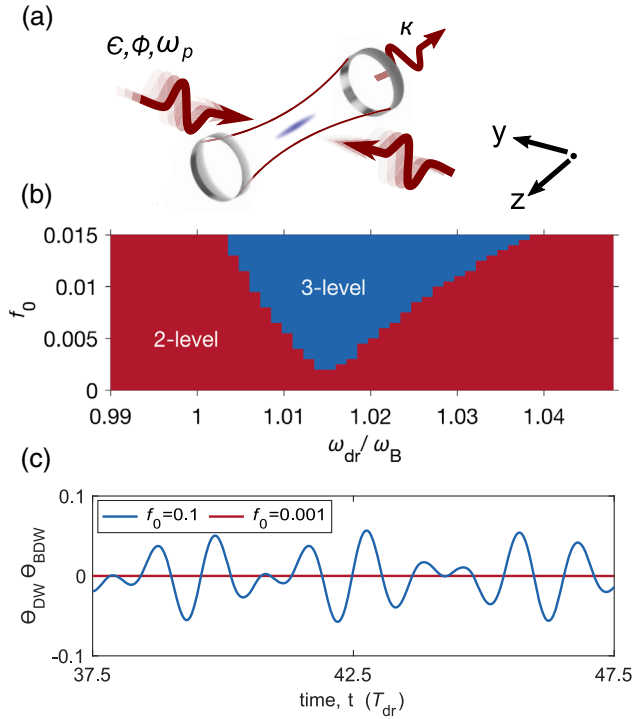 (a)
ϵ,ϕ,ω_p
κ
y
z
(b)
0.015
0.01
0.005
0
f_0
3-level
2-level
0.99
1
1.01
1.02
1.03
1.04
ω_dr/ω_B
(c)
0.1
0
-0.1
Θ_DW Θ_BDW
f_0=0.1
f_0=0.001
37.5
42.5
47.5
time, t (T_dr)